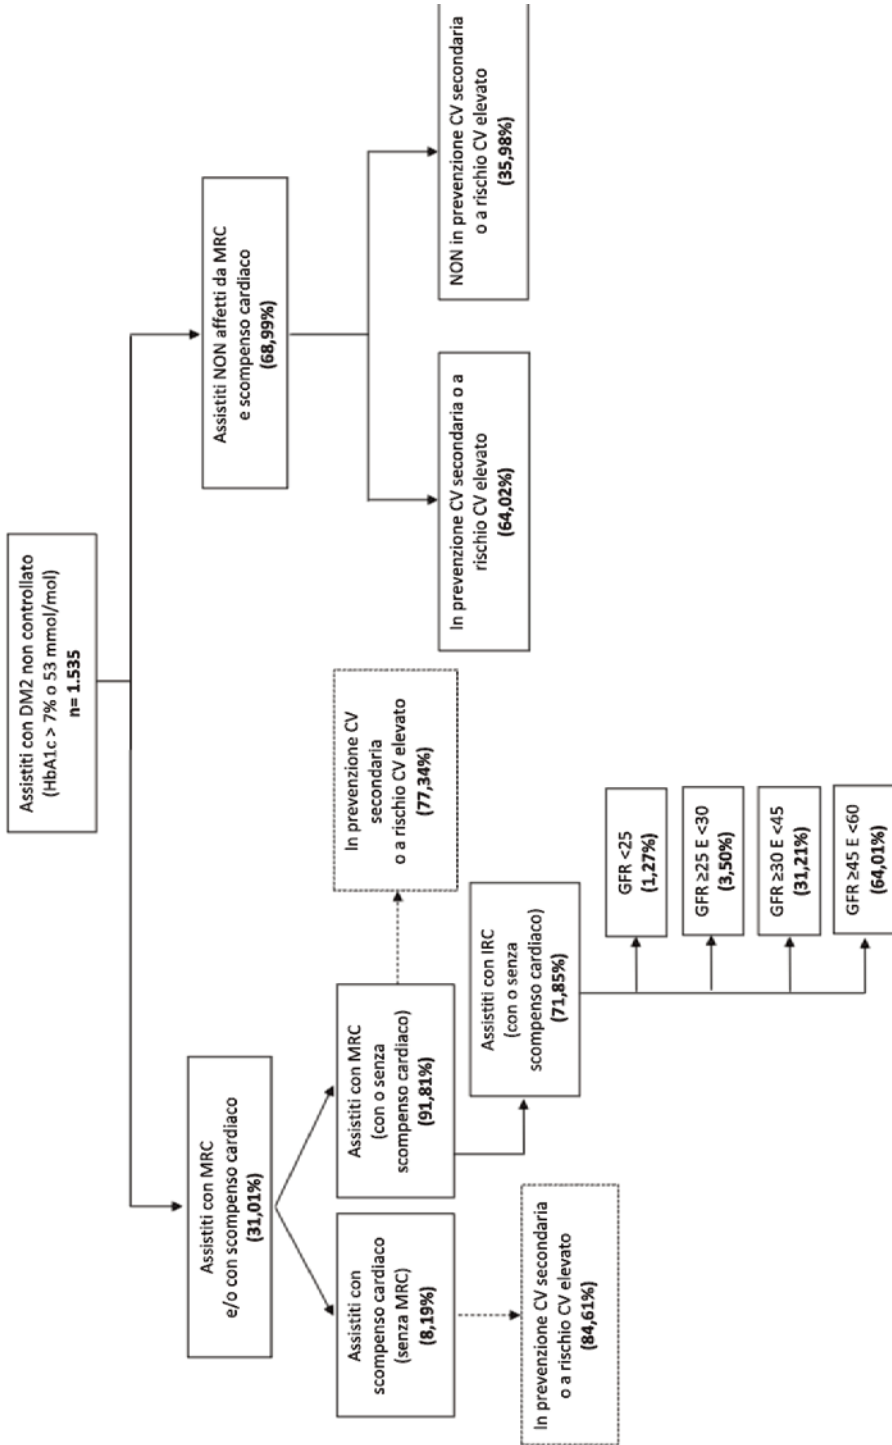 Assistiti con DM2 non controllato
(HbA1c > 7% o 53 mmol/mol)
n= 1.535
Assistiti con MRC
e/o con scompenso cardiaco
(31,01%)
Assistiti NON affetti da MRC
e scompenso cardiaco
(68,99%)
Assistiti con
scompenso cardiaco
(senza MRC)
(8,19%)
Assistiti con MRC
(con o senza
scompenso cardiaco)
(91,81%)
In prevenzione CV
secondaria
o a rischio CV elevato
(77,34%)
In prevenzione CV secondaria o a
rischio CV elevato
(64,02%)
NON in prevenzione CV secondaria
o a rischio CV elevato
(35,98%)
In prevenzione CV secondaria
o a rischio CV elevato
(84,61%)
Assistiti con IRC
(con o senza
scompenso cardiaco)
(71,85%)
GFR <25
(1,27%)
GFR ≥25 E <30
(3,50%)
GFR ≥30 E <45
(31,21%)
GFR ≥45 E <60
(64,01%)